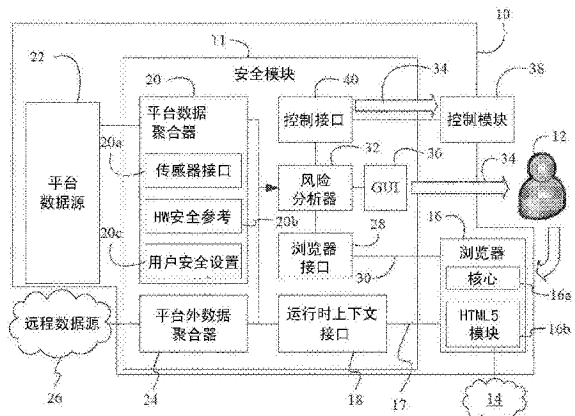 11
10
22
20
安全模块
40
34
38
平台数据
聚合器
控制接口
控制模块
12
20a
传感器接口
32
36
34
平台
数据源
风险
分析器
GUI
HW安全参考
20b
28
16
20c
用户安全设置
浏览器
接口
浏览器
30
核心
16a
远程数据源
平台外数据
聚合器
运行时上下文
接口
HTML5
模块
16b
26
24
18
17
14